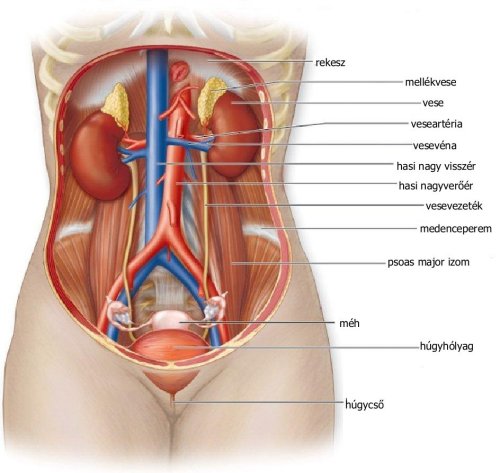 rekesz
mellékvese
vese
veseartéria
vesevéna
hasi nagy visszér
hasi nagyverőér
vesevezeték
medenceperem
psoas major izom
méh
húgyhólyag
húgycső